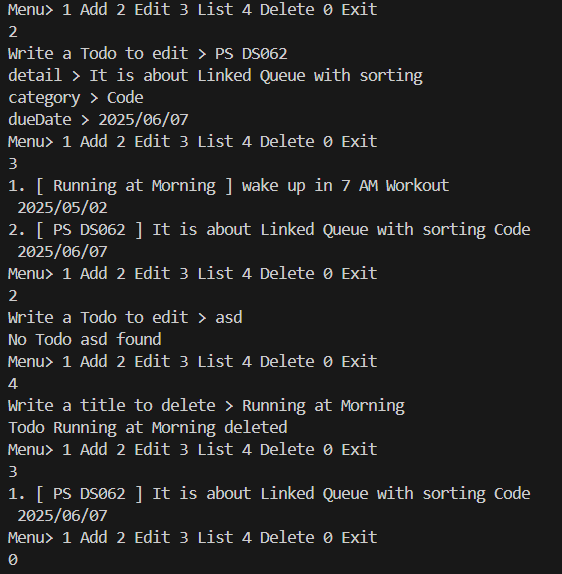 Menu> 1 Add 2 Edit 3 List 4 Delete 0 Exit
2
Write a Todo to edit > PS DS062
detail > It is about Linked Queue with sorting
category > Code
dueDate > 2025/06/07
Menu> 1 Add 2 Edit 3 List 4 Delete 0 Exit
3
1. [ Running at Morning ] wake up in 7 AM Workout
 2025/05/02
2. [ PS DS062 ] It is about Linked Queue with sorting Code
 2025/06/07
Menu> 1 Add 2 Edit 3 List 4 Delete 0 Exit
2
Write a Todo to edit > asd
No Todo asd found
Menu> 1 Add 2 Edit 3 List 4 Delete 0 Exit
4
Write a title to delete > Running at Morning
Todo Running at Morning deleted
Menu> 1 Add 2 Edit 3 List 4 Delete 0 Exit
3
1. [ PS DS062 ] It is about Linked Queue with sorting Code
 2025/06/07
Menu> 1 Add 2 Edit 3 List 4 Delete 0 Exit
0